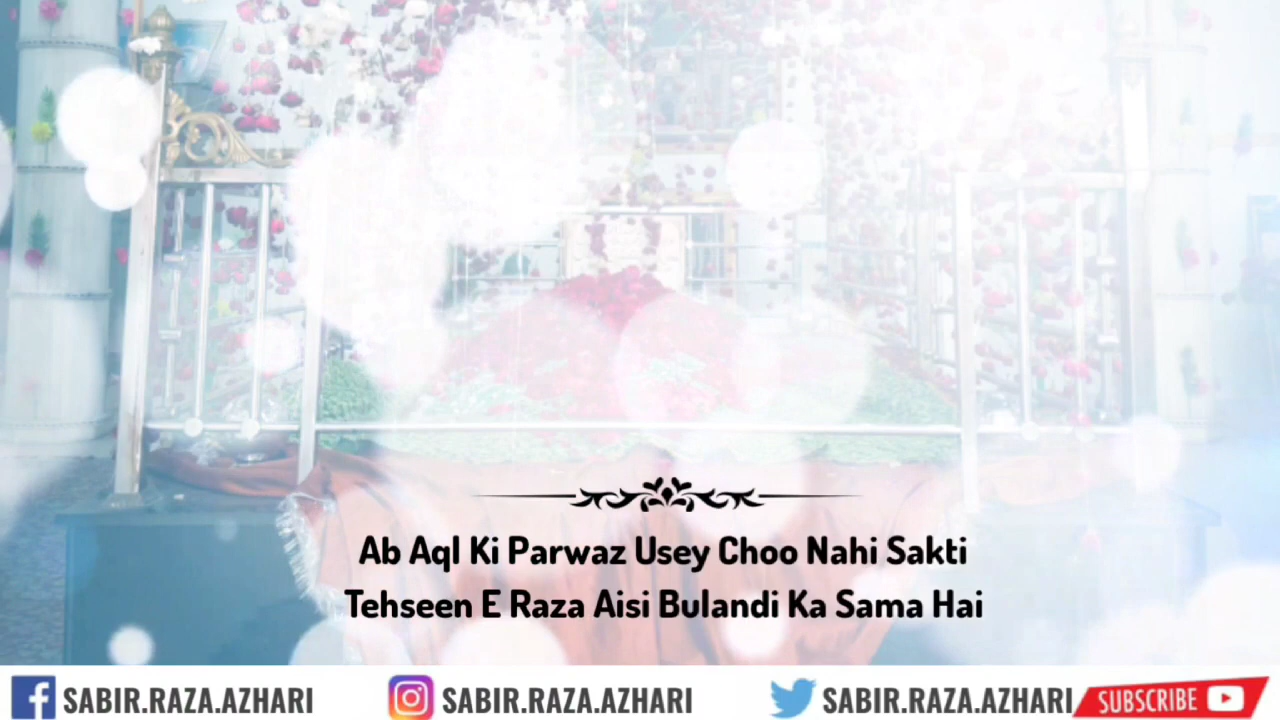 Ab Aql Ki Parwaz Usey Choo Nahi Sakti
Tehseen E Raza Aisi Bulandi Ka Sama Hai
SABIR.RAZA.AZHARI SABIR.RAZA.AZHARI SABIR.RAZA.AZHARI SUBSCRIBE